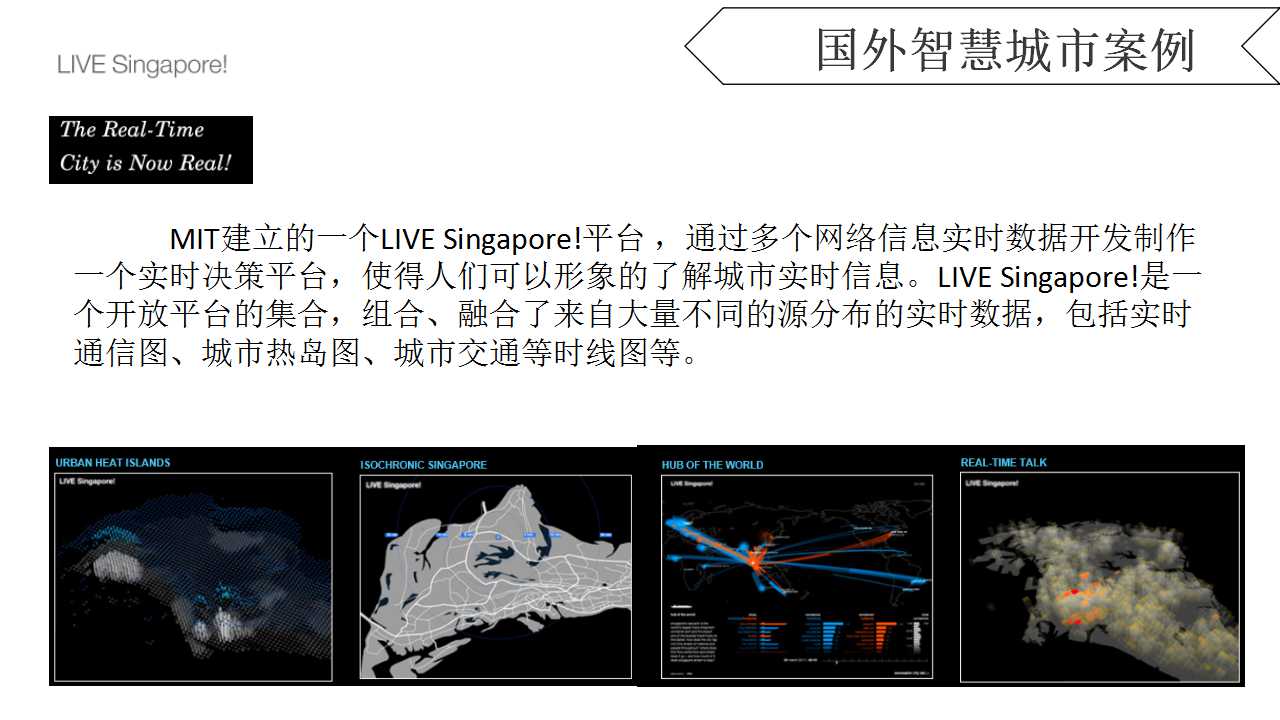 国外智慧城市案例
LIVE Singapore!
The Real-Time
City is Now Real!
MIT建立的一个LIVE Singapore!平台 ，通过多个网络信息实时数据开发制作
一个实时决策平台，使得人们可以形象的了解城市实时信息。LIVE Singapore!是一
个开放平台的集合，组合、融合了来自大量不同的源分布的实时数据，包括实时
通信图、城市热岛图、城市交通等时线图等。
URBAN HEAT ISLANDS
LIVE Singapore!
ISOCHRONIC SINGAPORE
LIVE Singapore!
HUB OF THE WORLD
LIVE Singapore!
REAL-TIME TALK
LIVE Singapore!